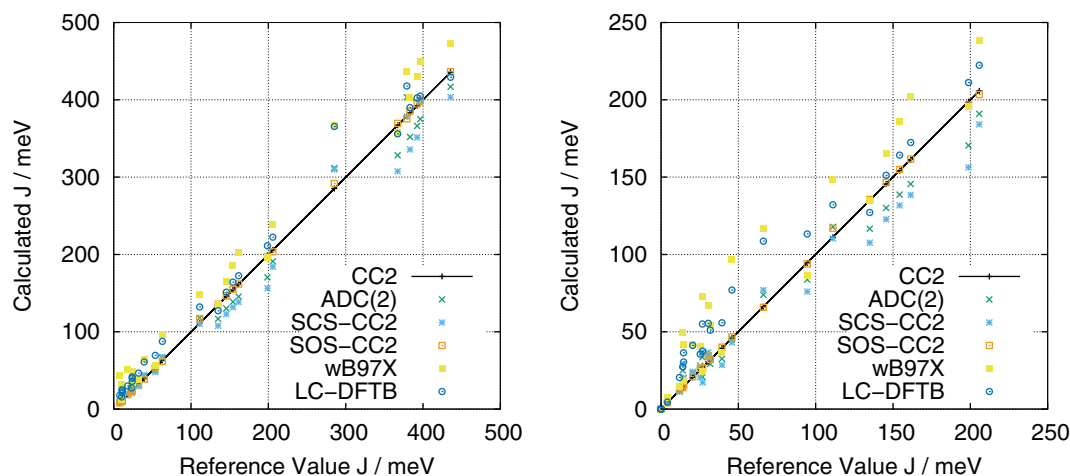 500
400
300
200
100
0
Calculated J / meV
CC2
ADC(2)
SCS−CC2
SOS−CC2
wB97X
LC−DFTB
0 100 200 300 400 500
Reference Value J / meV
250
200
150
100
50
0
Calculated J / meV
CC2
ADC(2)
SCS−CC2
SOS−CC2
wB97X
LC−DFTB
0 50 100 150 200 250
Reference Value J / meV